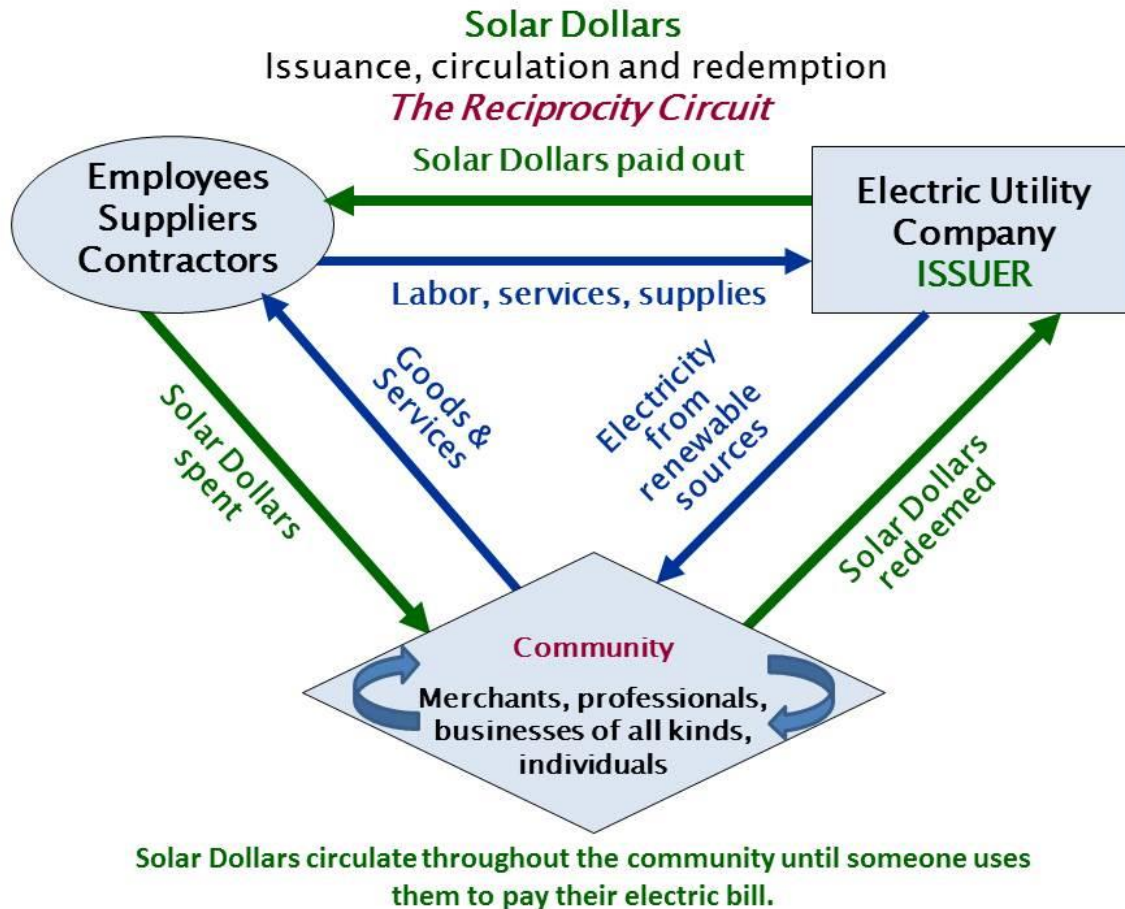 Solar Dollars
Issuance, circulation and redemption
The Reciprocity Circuit
Solar Dollars paid out
Employees
Suppliers
Contractors
Electric Utility
Company
ISSUER
Labor, services, supplies
Solar Dollars
spent
Goods &
Services
Electricity
from
renewable
sources
Solar Dollars
redeemed
Community
Merchants, professionals,
businesses of all kinds,
individuals
Solar Dollars circulate throughout the community until someone uses
them to pay their electric bill.